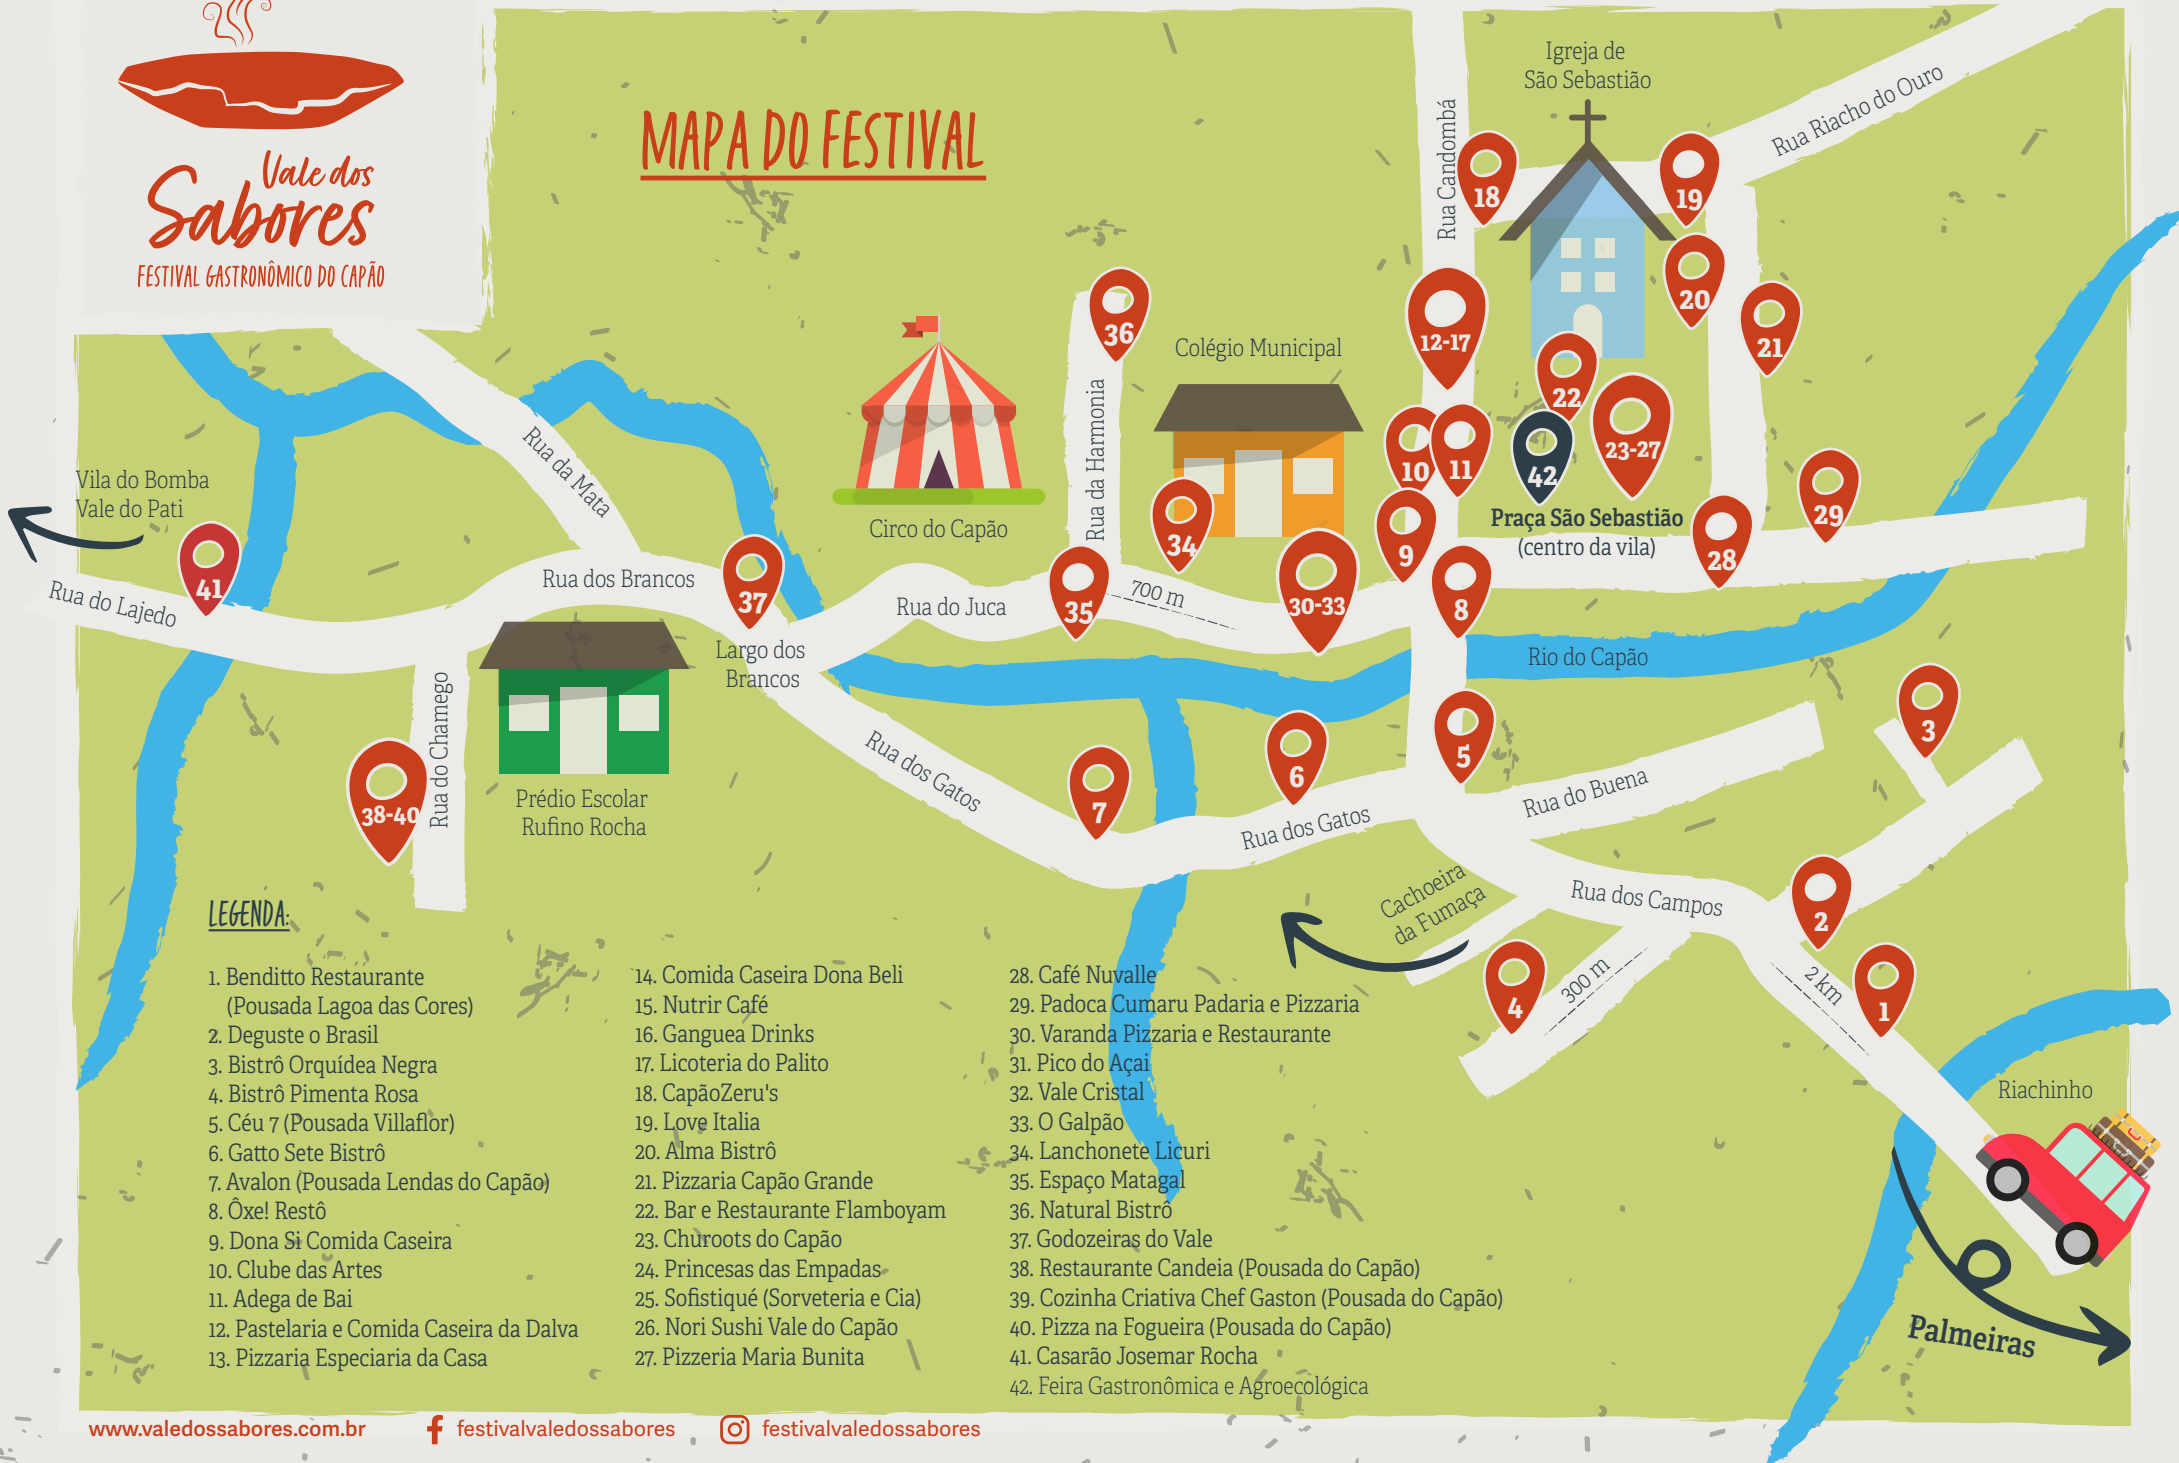 Vale dos
Sabores
FESTIVAL GASTRONÔMICO DO CAPÃO
MAPA DO FESTIVAL
Igreja de
São Sebastião
Rua Riacho do Ouro
Rua Candombá
18
19
20
21
12-17
36
Colégio Municipal
22
23-27
42
10
11
Praça São Sebastião
(centro da vila)
29
28
9
8
34
30-33
Rua da Harmonia
Circo do Capão
Rua da Mata
Vila do Bomba
Vale do Pati
41
Rua do Lajedo
Rua dos Brancos
37
Largo dos
Brancos
Rua do Juca
35
700 m
Rio do Capão
Rua do Chamego
38-40
Prédio Escolar
Rufino Rocha
Rua dos Gatos
7
6
5
Rua dos Gatos
Rua do Buena
3
Cachoeira
da Fumaça
Rua dos Campos
2
4
300 m
2 km
1
Riachinho
Palmeiras
LEGENDA:
1. Benditto Restaurante
(Pousada Lagoa das Cores)
2. Deguste o Brasil
3. Bistrô Orquídea Negra
4. Bistrô Pimenta Rosa
5. Céu 7 (Pousada Villaflor)
6. Gatto Sete Bistrô
7. Avalon (Pousada Lendas do Capão)
8. Ôxe! Restô
9. Dona Si Comida Caseira
10. Clube das Artes
11. Adega de Bai
12. Pastelaria e Comida Caseira da Dalva
13. Pizzaria Especiaria da Casa
14. Comida Caseira Dona Beli
15. Nutrir Café
16. Ganguea Drinks
17. Licoteria do Palito
18. CapãoZeru's
19. Love Italia
20. Alma Bistrô
21. Pizzaria Capão Grande
22. Bar e Restaurante Flamboyam
23. Churoots do Capão
24. Princesas das Empadas
25. Sofistiqué (Sorveteria e Cia)
26. Nori Sushi Vale do Capão
27. Pizzeria Maria Bunita
28. Café Nuvalle
29. Padoca Cumaru Padaria e Pizzaria
30. Varanda Pizzaria e Restaurante
31. Pico do Açai
32. Vale Cristal
33. O Galpão
34. Lanchonete Licuri
35. Espaço Matagal
36. Natural Bistrô
37. Godozeiras do Vale
38. Restaurante Candeia (Pousada do Capão)
39. Cozinha Criativa Chef Gaston (Pousada do Capão)
40. Pizza na Fogueira (Pousada do Capão)
41. Casarão Josemar Rocha
42. Feira Gastronômica e Agroecológica
www.valedossabores.com.br
festivalvaledossabores
festivalvaledossabores